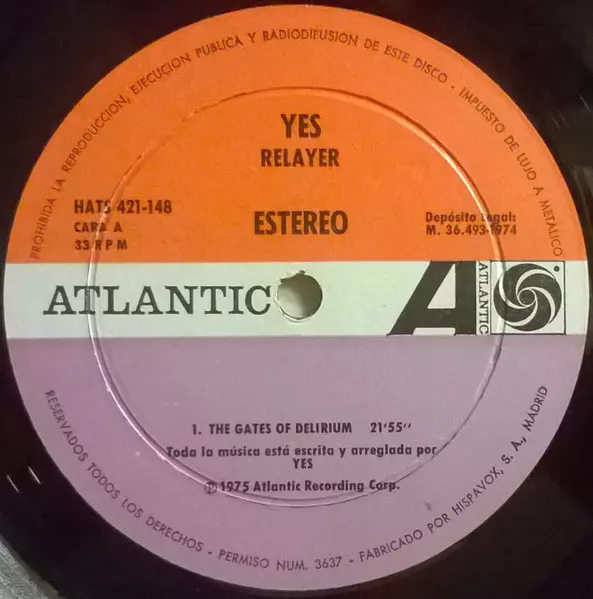 PROHIBIDA LA REPRODUCCION, EJECUCION PUBLICA Y RADIODIFUSION DE ESTE DISCO - IMPUESTO DE LUJO A METALICO
YES
RELAYER
HATS 421-148
CARA A
33 RPM
ESTEREO
Depósito Legal:
M. 36.493-1974
ATLANTIC
A
ATLANTIC
1. THE GATES OF DELIRIUM 21'55''
Toda la música está escrita y arreglada por
YES
℗ 1975 Atlantic Recording Corp.
RESERVADOS TODOS LOS DERECHOS - PERMISO NUM. 3637 - FABRICADO POR HISPAVOX, S. A., MADRID